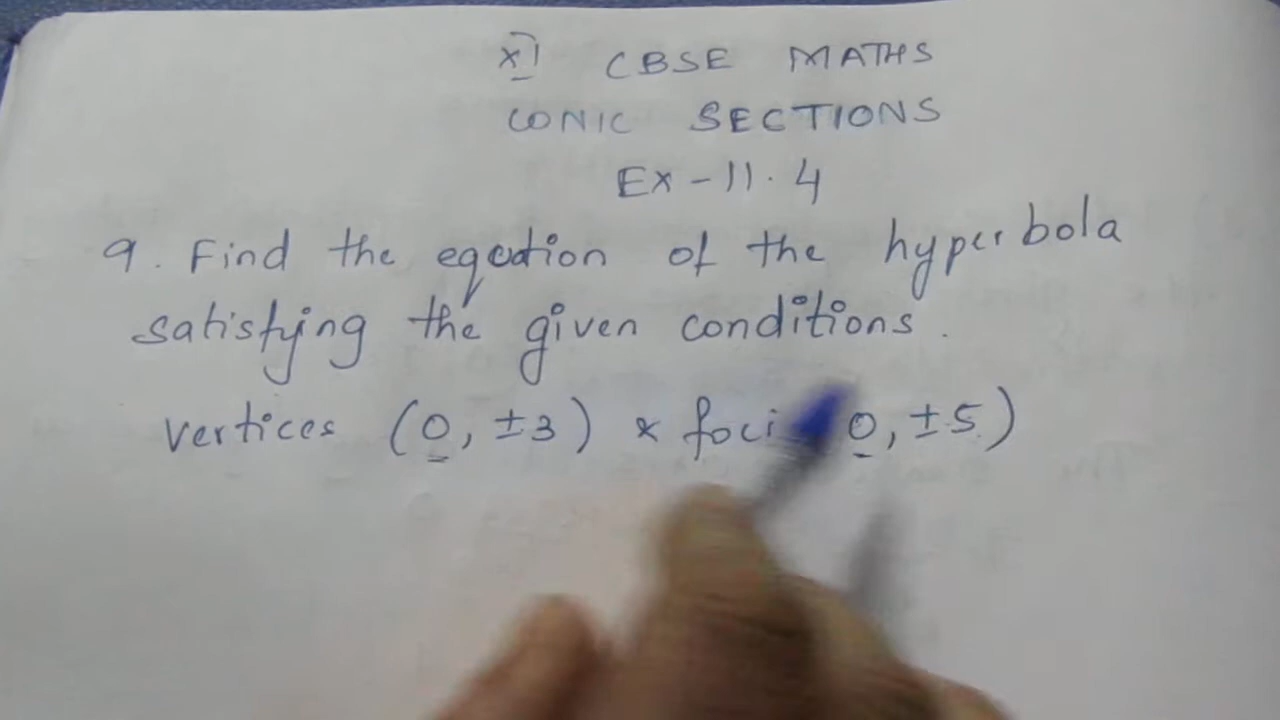 XI CBSE MATHS
CONIC SECTIONS
Ex - 11.4
9. Find the eqation of the hyperbola
satisfying the given conditions.
vertices (0, ±3) & foci 0, ±5)